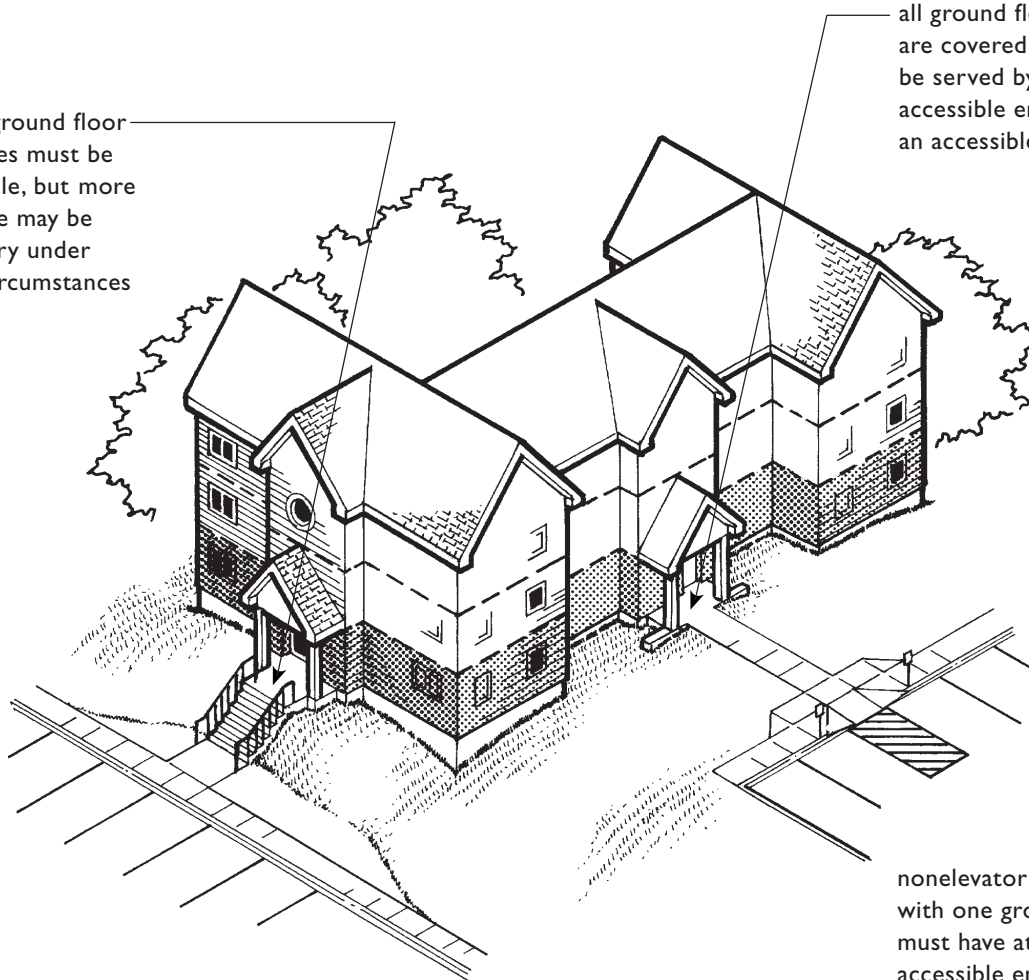 ground floor
es must be
le, but more
e may be
ry under
rcumstances
all ground flo
are covered
be served by
accessible en
an accessible
nonelevator
with one gro
must have at
accessible en